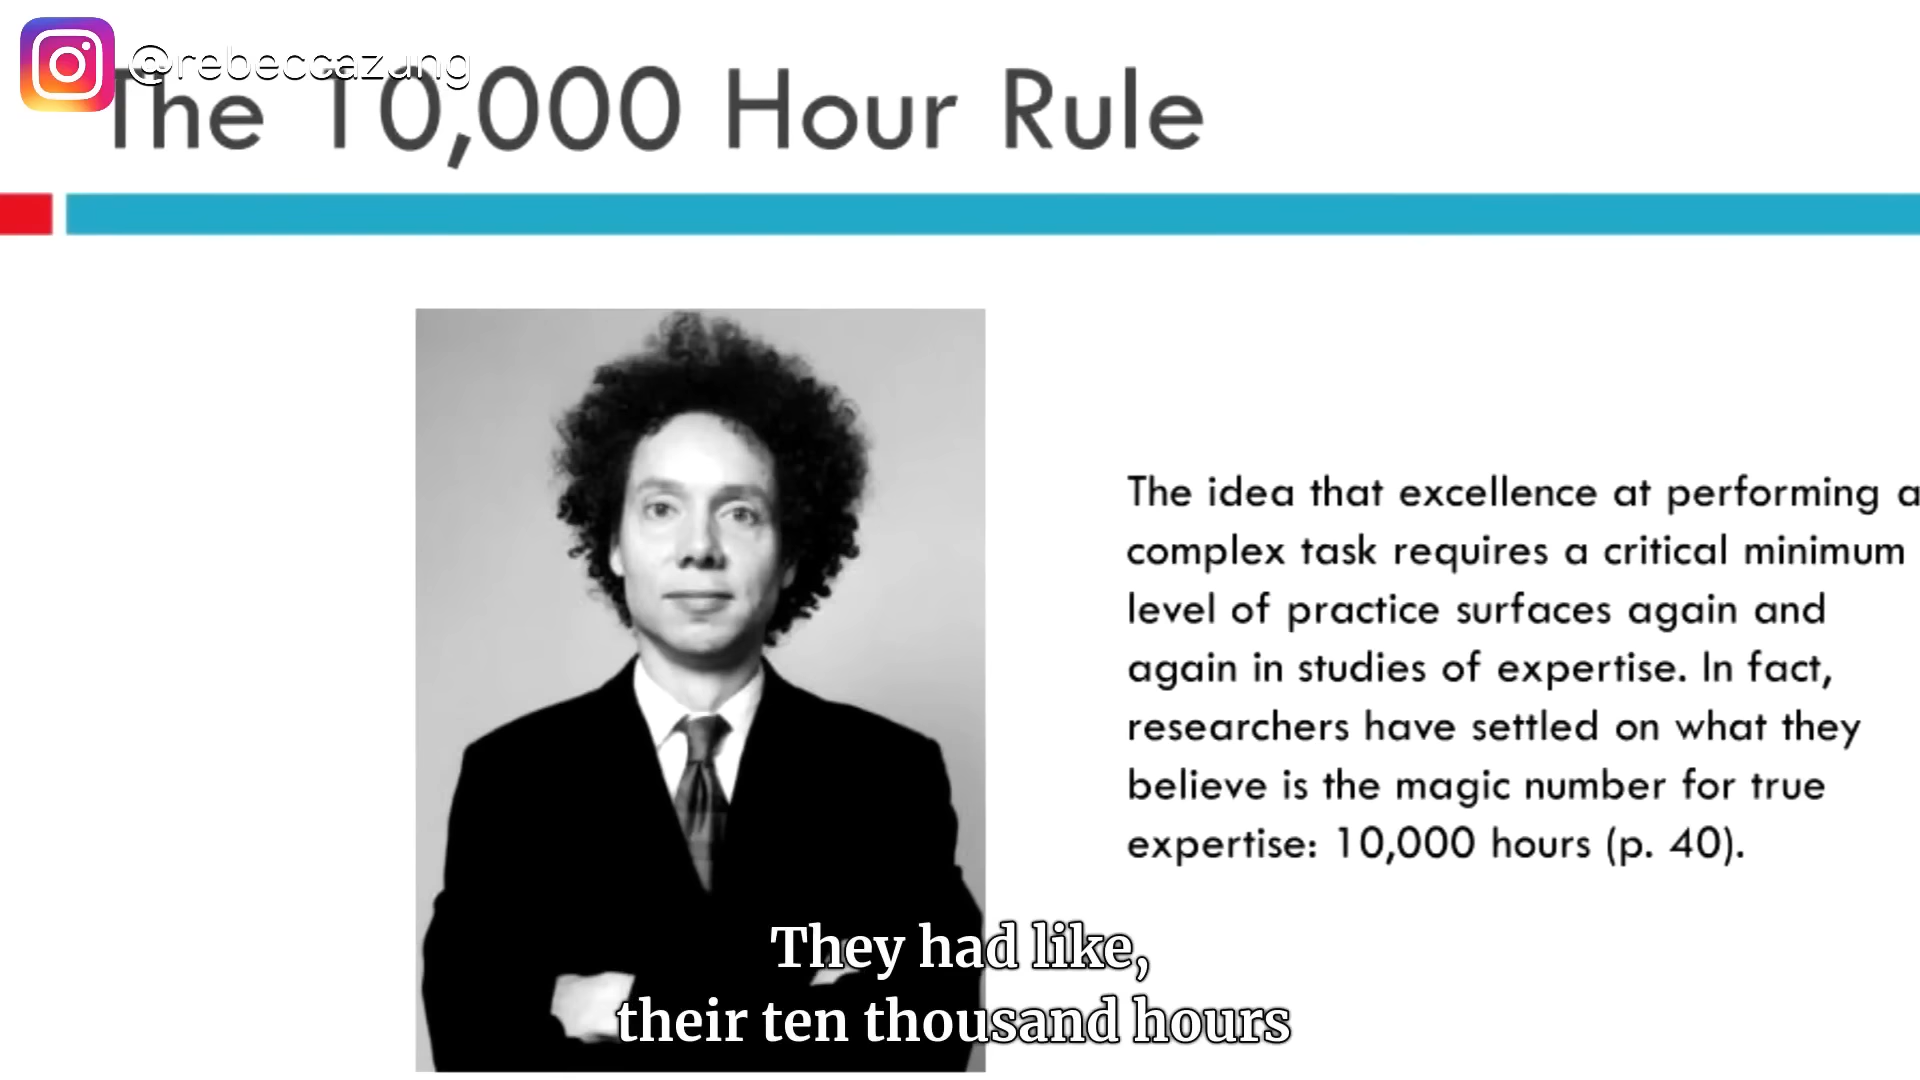 @rebeccazung
The 10,000 Hour Rule
The idea that excellence at performing a
complex task requires a critical minimum
level of practice surfaces again and
again in studies of expertise. In fact,
researchers have settled on what they
believe is the magic number for true
expertise: 10,000 hours (p. 40).
They had like,
their ten thousand hours